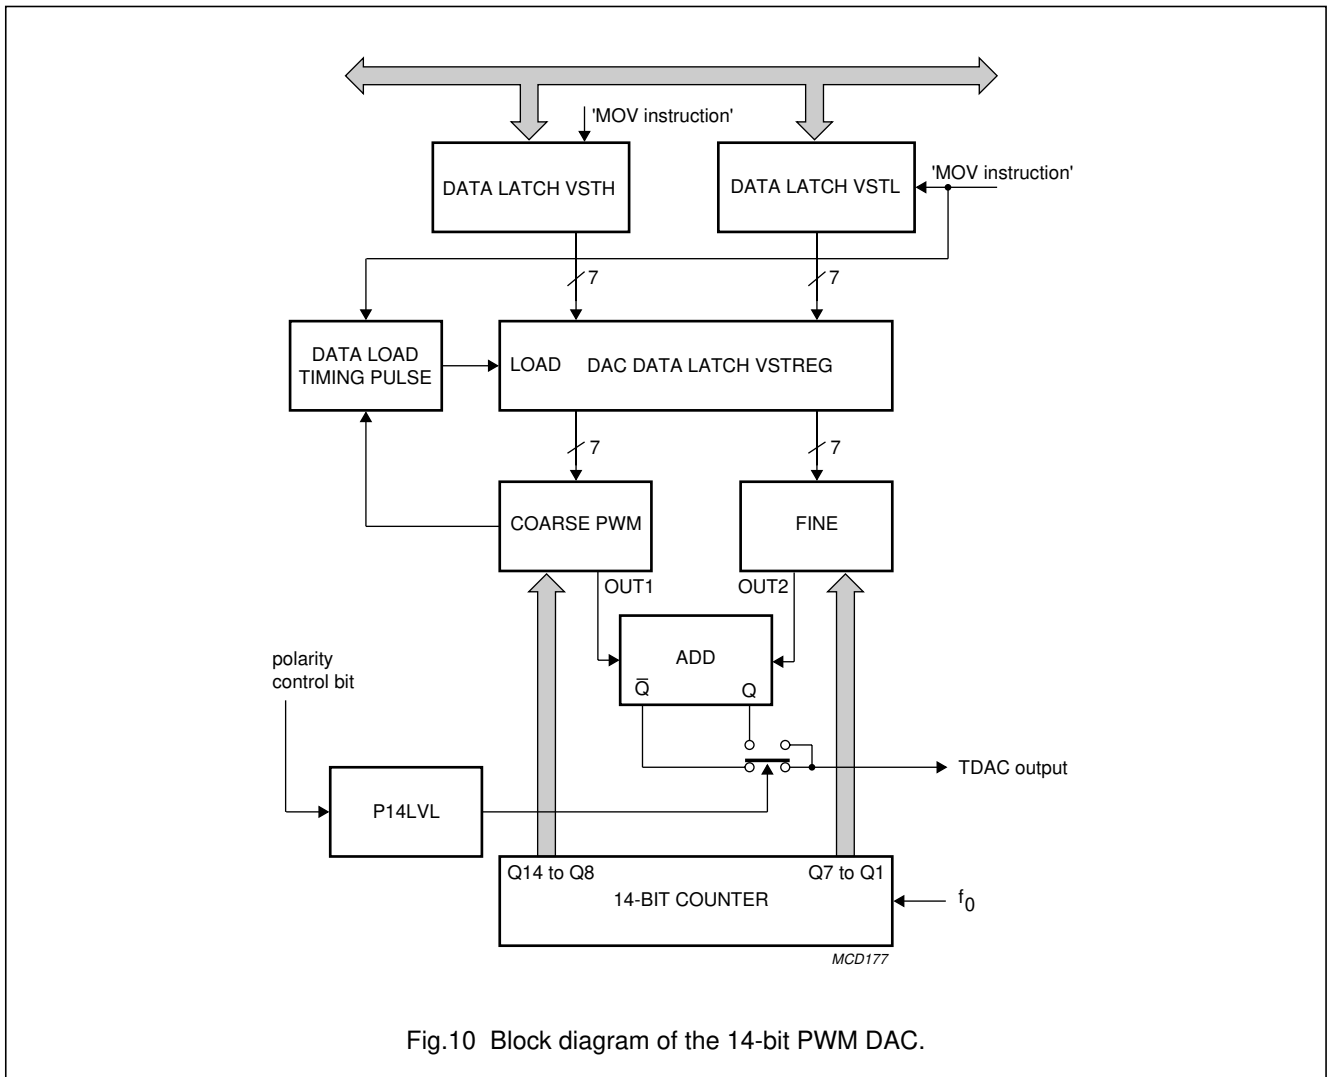 'MOV instruction'
DATA LATCH VSTH
DATA LATCH VSTL
'MOV instruction'
7
7
DATA LOAD
TIMING PULSE
LOAD
DAC DATA LATCH VSTREG
7
7
COARSE PWM
FINE
OUT1
OUT2
ADD
Q̅
Q
polarity
control bit
TDAC output
P14LVL
Q14 to Q8
Q7 to Q1
14-BIT COUNTER
f0
MCD177
Fig.10 Block diagram of the 14-bit PWM DAC.